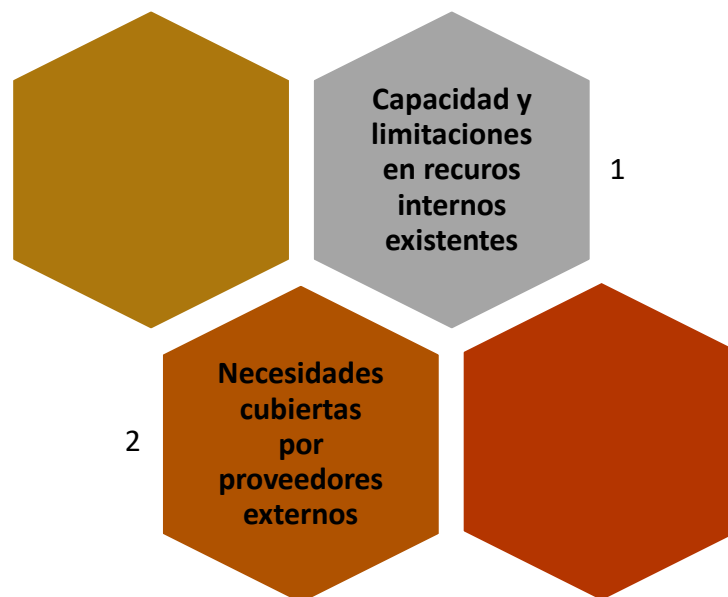 Capacidad y
limitaciones
en recuros
internos
existentes
1
2
Necesidades
cubiertas
por
proveedores
externos